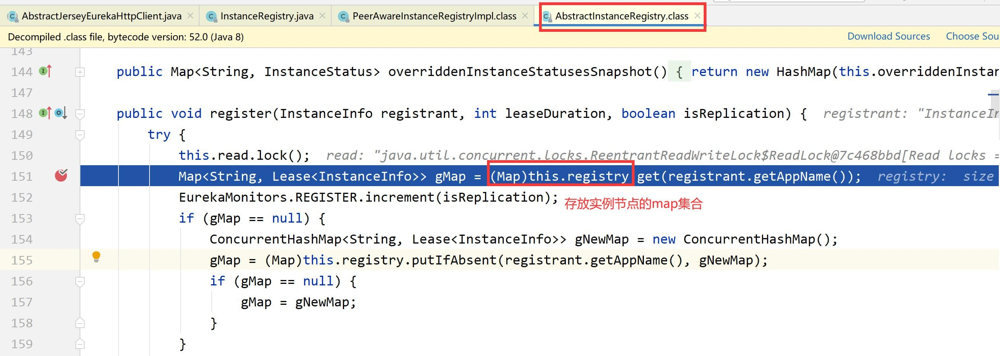 AbstractJerseyEurekaHttpClient.java InstanceRegistry.java PeerAwareInstanceRegistryImpl.class AbstractInstanceRegistry.class
Decompiled .class file, bytecode version: 52.0 (Java 8) Download Sources Choose Sou
143
144 public Map<String, InstanceStatus> overriddenInstanceStatusesSnapshot() { return new HashMap(this.overriddenInstan
147
148 public void register(InstanceInfo registrant, int leaseDuration, boolean isReplication) { registrant: "InstanceIn
149 try {
150 this.read.lock(); read: "java.util.concurrent.locks.ReentrantReadWriteLock$ReadLock@7c468bbd[Read locks =
151 Map<String, Lease<InstanceInfo>> gMap = (Map)this.registry get(registrant.getAppName()); registry: size
152 EurekaMonitors.REGISTER.increment(isReplication);
存放实例节点的map集合
153 if (gMap == null) {
154 ConcurrentHashMap<String, Lease<InstanceInfo>> gNewMap = new ConcurrentHashMap();
155 gMap = (Map)this.registry.putIfAbsent(registrant.getAppName(), gNewMap);
156 if (gMap == null) {
157 gMap = gNewMap;
158 }
159 }